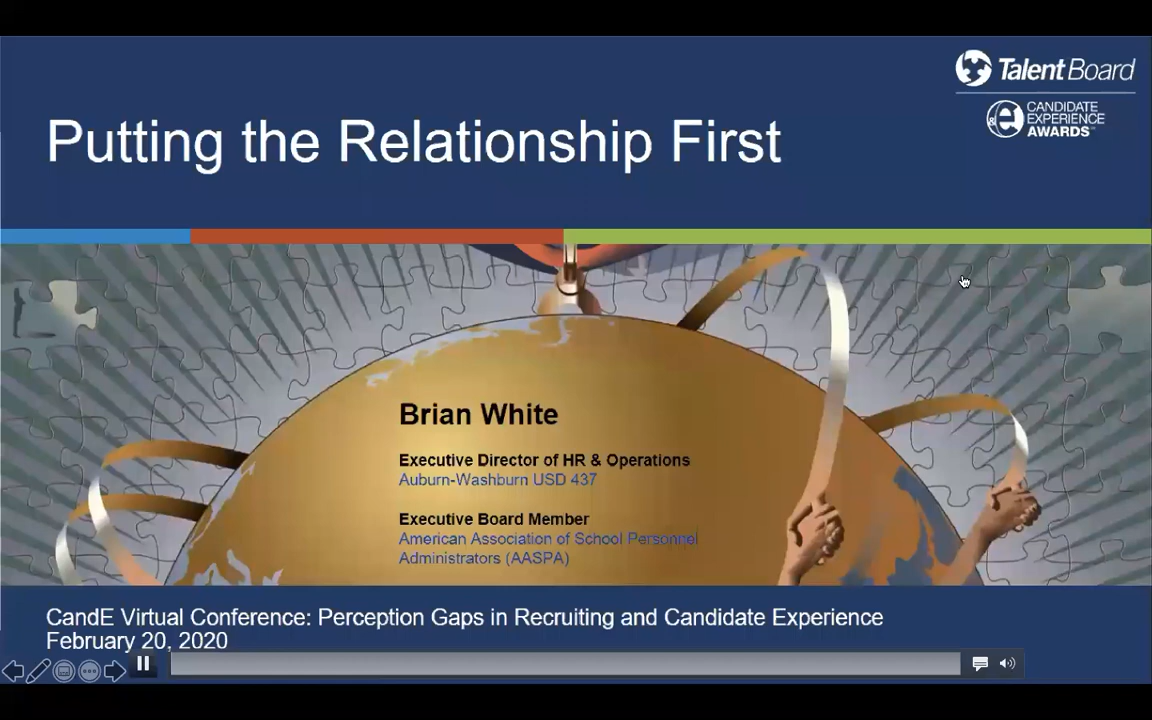 TalentBoard
CANDIDATE
EXPERIENCE
AWARDS
Putting the Relationship First
Brian White
Executive Director of HR & Operations
Auburn-Washburn USD 437
Executive Board Member
American Association of School Personnel
Administrators (AASPA)
CandE Virtual Conference: Perception Gaps in Recruiting and Candidate Experience
February 20, 2020